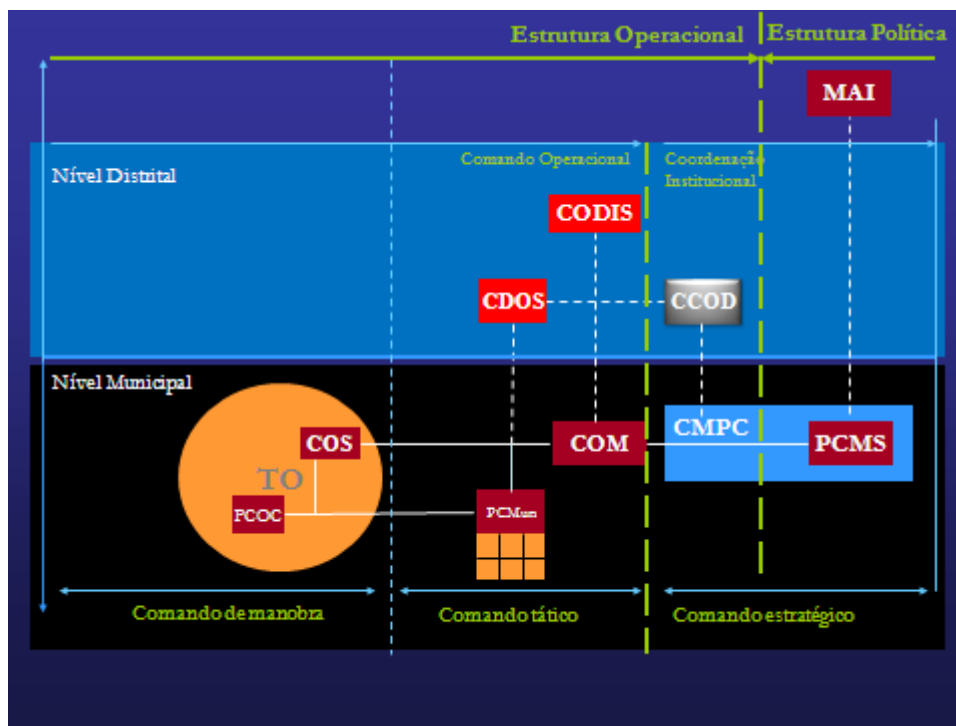 Estrutura Operacional
Estrutura Política
MAI
Comando Operacional
Coordenação
Institucional
Nível Distrital
CODIS
CDOS
CCOD
Nível Municipal
COS
COM
CMPC
PCMS
TO
PCOC
PCMun
Comando de manobra
Comando tático
Comando estratégico